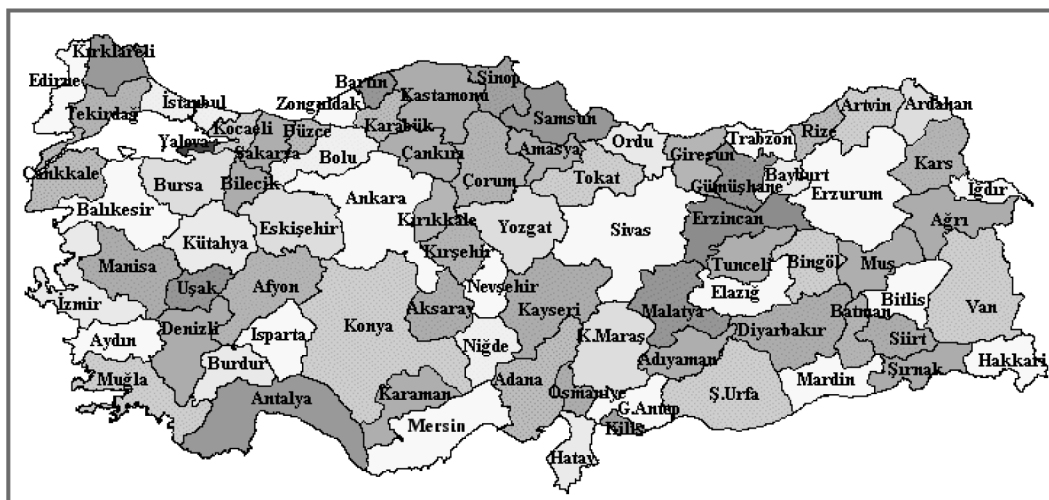 Kırklareli
Edirne
Tekirdağ
İstanbul
Kocaeli
Yalova
Sakarya
Düzce
Zonguldak
Bartın
Karabük
Kastamonu
Sinop
Samsun
Bolu
Çankırı
Çorum
Amasya
Ordu
Tokat
Giresun
Trabzon
Gümüşhane
Bayburt
Rize
Artvin
Ardahan
Kars
Iğdır
Erzurum
Erzincan
Ağrı
Çankkale
Balıkesir
Bursa
Bilecik
Kütahya
Eskişehir
Ankara
Kırıkkale
Kırşehir
Yozgat
Sivas
Tunceli
Bingöl
Muş
Bitlis
Van
Elazığ
Manisa
Uşak
Afyon
İzmir
Aydın
Denizli
Isparta
Burdur
Muğla
Antalya
Konya
Aksaray
Nevşehir
Niğde
Kayseri
Malatya
K.Maraş
Adıyaman
Diyarbakır
Batman
Siirt
Şırnak
Hakkari
Mardin
Ş.Urfa
G.Antep
Kilis
Osmaniye
Adana
Karaman
Mersin
Hatay